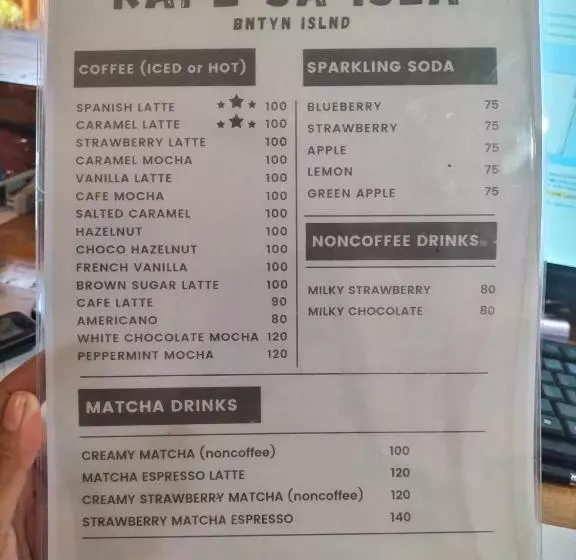 KAPE SA ISLA
BNTYN ISLND
COFFEE (ICED or HOT)
SPANISH LATTE 100
CARAMEL LATTE 100
STRAWBERRY LATTE 100
CARAMEL MOCHA 100
VANILLA LATTE 100
CAFE MOCHA 100
SALTED CARAMEL 100
HAZELNUT 100
CHOCO HAZELNUT 100
FRENCH VANILLA 100
BROWN SUGAR LATTE 100
CAFE LATTE 90
AMERICANO 80
WHITE CHOCOLATE MOCHA 120
PEPPERMINT MOCHA 120
SPARKLING SODA
BLUEBERRY 75
STRAWBERRY 75
APPLE 75
LEMON 75
GREEN APPLE 75
NONCOFFEE DRINKS
MILKY STRAWBERRY 80
MILKY CHOCOLATE 80
MATCHA DRINKS
CREAMY MATCHA (noncoffee) 100
MATCHA ESPRESSO LATTE 120
CREAMY STRAWBERRY MATCHA (noncoffee) 120
STRAWBERRY MATCHA ESPRESSO 140